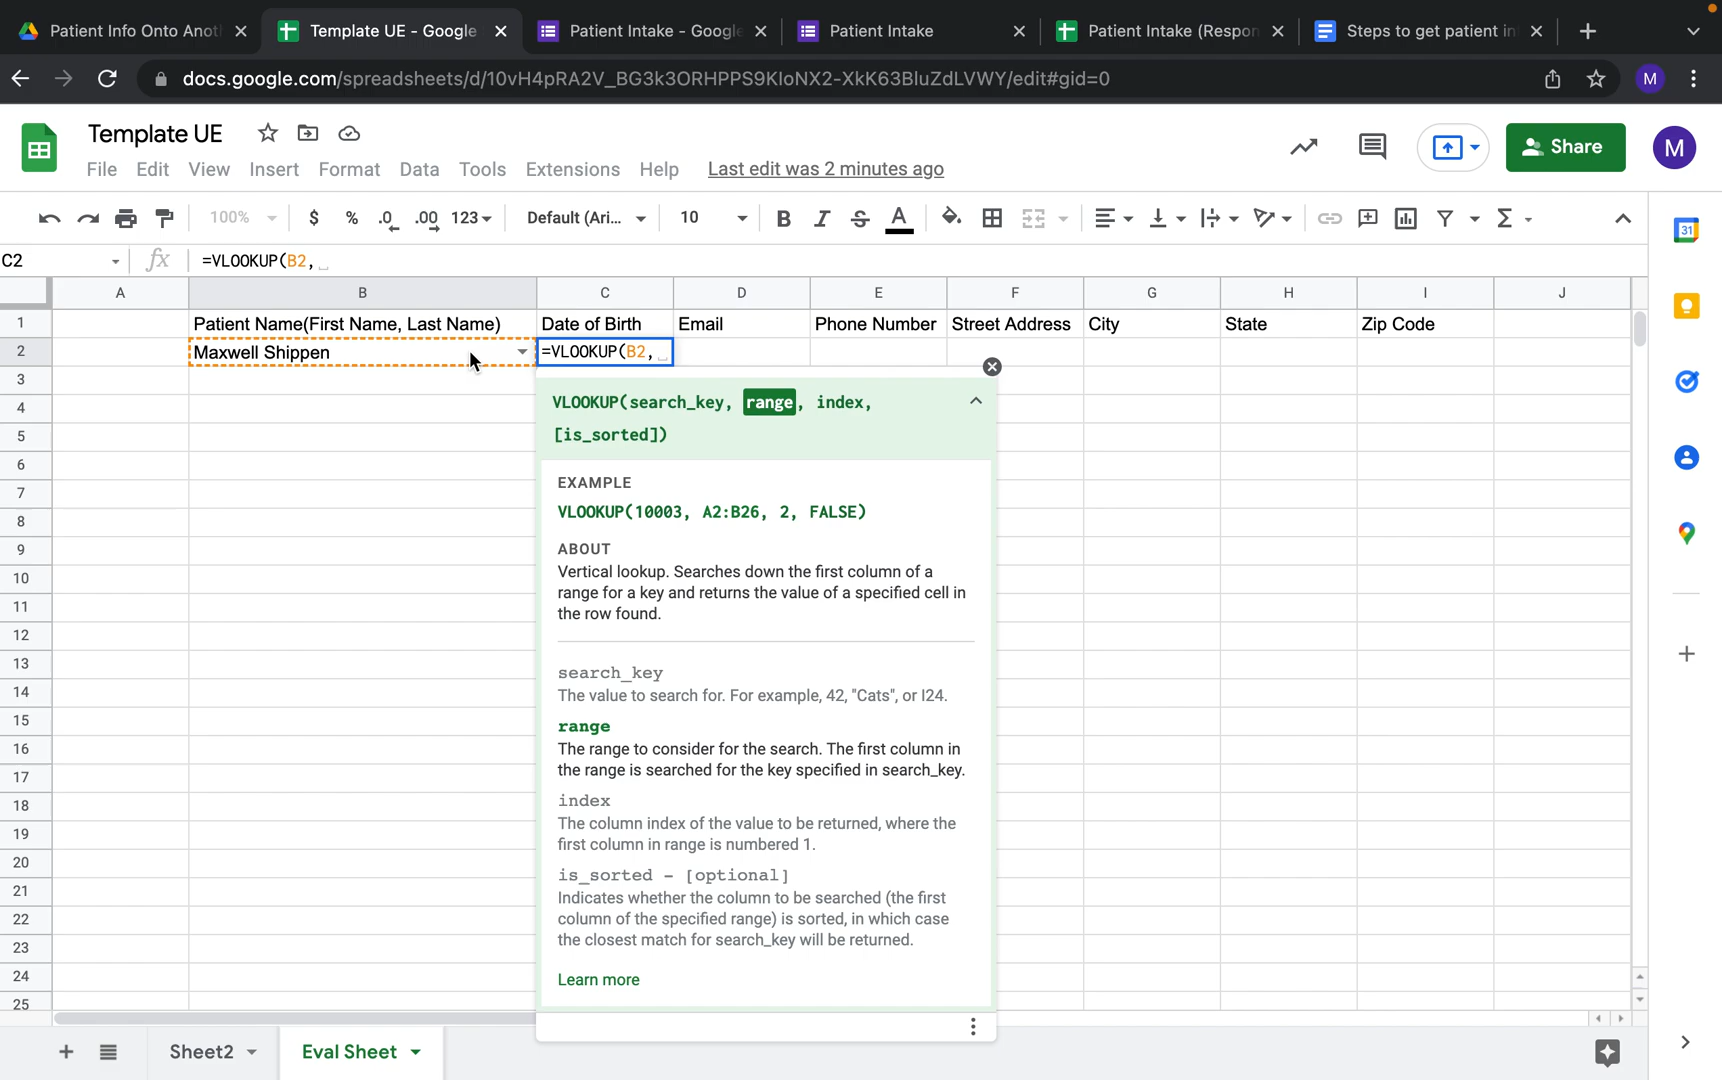 Patient Info Onto Anot
Template UE - Google
Patient Intake - Google
Patient Intake
Patient Intake (Respon
Steps to get patient in
docs.google.com/spreadsheets/d/10vH4pRA2V_BG3k3ORHPPS9KIoNX2-XkK63BluZdLVWY/edit#gid=0
M
Template UE
Share
M
File Edit View Insert Format Data Tools Extensions Help Last edit was 2 minutes ago
100% $ % .0 .00 123 Default (Ari... 10 B I S A Σ
31
C2 fx =VLOOKUP(B2,
A B C D E F G H I J
1 Patient Name(First Name, Last Name) Date of Birth Email Phone Number Street Address City State Zip Code
2 Maxwell Shippen =VLOOKUP(B2,
3
4
5
6
7
8
9
10
11
12
13
14
15
16
17
18
19
20
21
22
23
24
25
VLOOKUP(search_key, range, index,
[is_sorted])
EXAMPLE
VLOOKUP(10003, A2:B26, 2, FALSE)
ABOUT
Vertical lookup. Searches down the first column of a
range for a key and returns the value of a specified cell in
the row found.
search_key
The value to search for. For example, 42, "Cats", or I24.
range
The range to consider for the search. The first column in
the range is searched for the key specified in search_key.
index
The column index of the value to be returned, where the
first column in range is numbered 1.
is_sorted - [optional]
Indicates whether the column to be searched (the first
column of the specified range) is sorted, in which case
the closest match for search_key will be returned.
Learn more
Sheet2
Eval Sheet